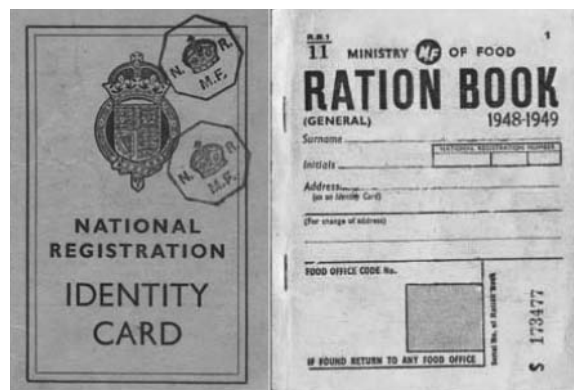 N. R.
M.F.
N. R.
M.F.
NATIONAL
REGISTRATION
IDENTITY
CARD
R.B.1
11
MINISTRY MF OF FOOD
1
RATION BOOK
(GENERAL) 1948-1949
Surname
NATIONAL REGISTRATION NUMBER
Initials
Address
(as on Identity Card)
(For change of address)
FOOD OFFICE CODE No.
IF FOUND RETURN TO ANY FOOD OFFICE
Serial No. of Ration Book
S 173477